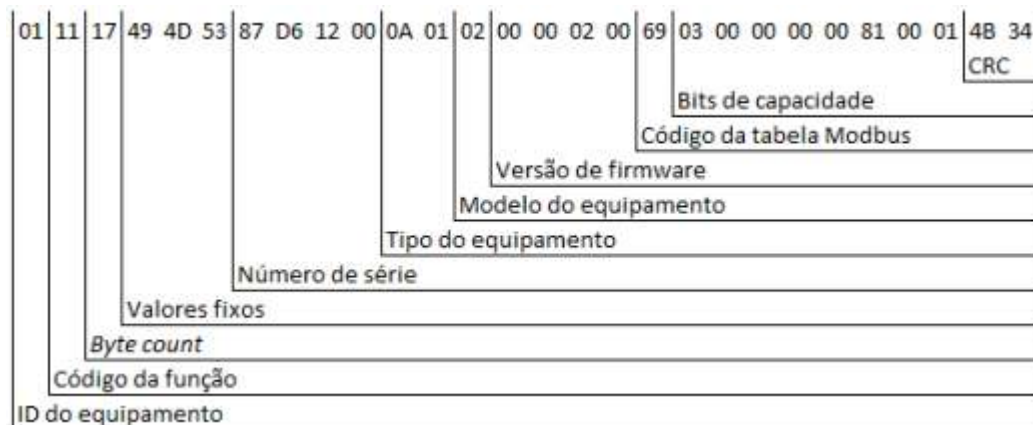 01 11 17 49 4D 53 87 D6 12 00 0A 01 02 00 00 02 00 69 03 00 00 00 00 81 00 01 4B 34
CRC
Bits de capacidade
Código da tabela Modbus
Versão de firmware
Modelo do equipamento
Tipo do equipamento
Número de série
Valores fixos
Byte count
Código da função
ID do equipamento